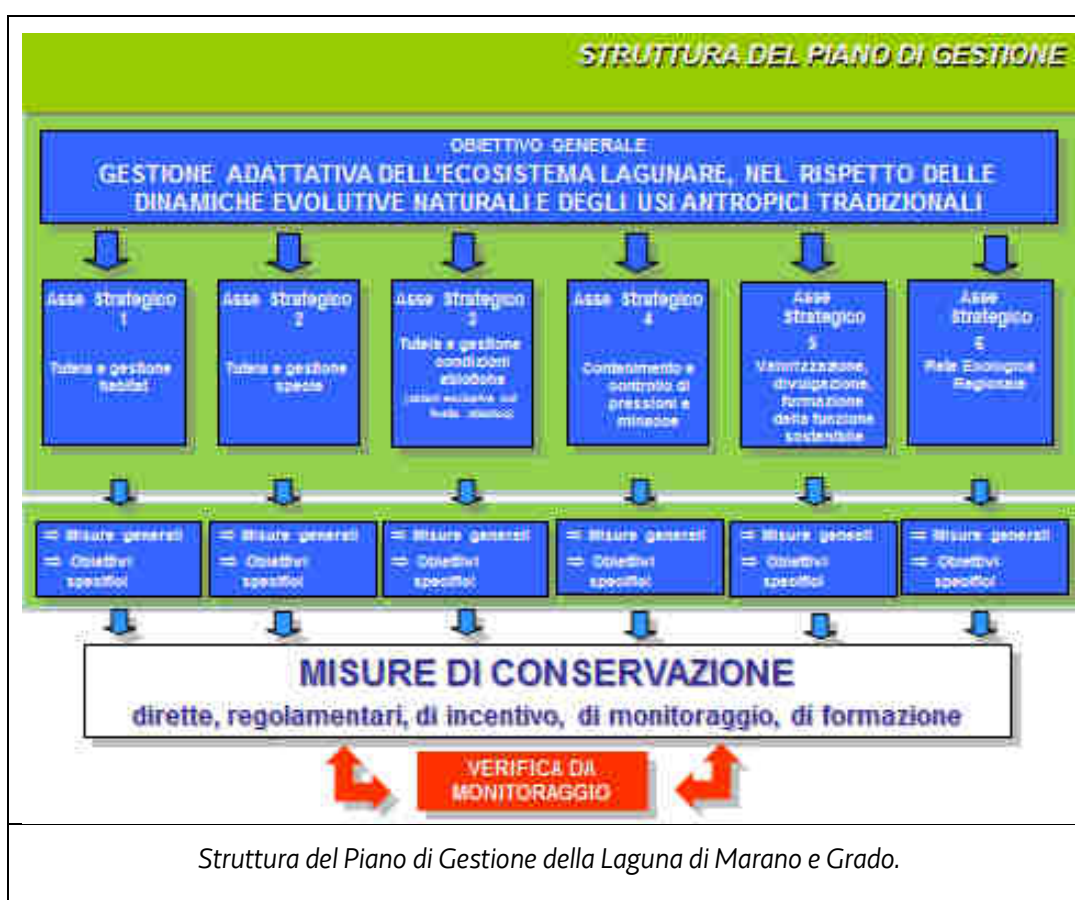 STRUTTURA DEL PIANO DI GESTIONE
OBIETTIVO GENERALE
GESTIONE ADATTATIVA DELL'ECOSISTEMA LAGUNARE, NEL RISPETTO DELLE
DINAMICHE EVOLUTIVE NATURALI E DEGLI USI ANTROPICI TRADIZIONALI
Asse Strategico
1
Tutela e gestione
habitat
Asse Strategico
2
Tutela e gestione
specie
Asse Strategico
3
Tutela e gestione
condizioni
abiotiche
Asse Strategico
4
Contenimento e
controllo di
pressioni e
minacce
Asse
Strategico
5
Valorizzazione,
divulgazione,
formazione
della funzione
sostenibile
Asse
Strategico
6
Rete Ecologica
Regionale
⇒ Misure generali
⇒ Obiettivi
specifici
⇒ Misure generali
⇒ Obiettivi
specifici
⇒ Misure generali
⇒ Obiettivi
specifici
⇒ Misure generali
⇒ Obiettivi
specifici
⇒ Misure
⇒ Obiettivi
specifici
⇒ Misure generali
⇒ Obiettivi
specifici
MISURE DI CONSERVAZIONE
dirette, regolamentari, di incentivo, di monitoraggio, di formazione
VERIFICA DA
MONITORAGGIO
Struttura del Piano di Gestione della Laguna di Marano e Grado.